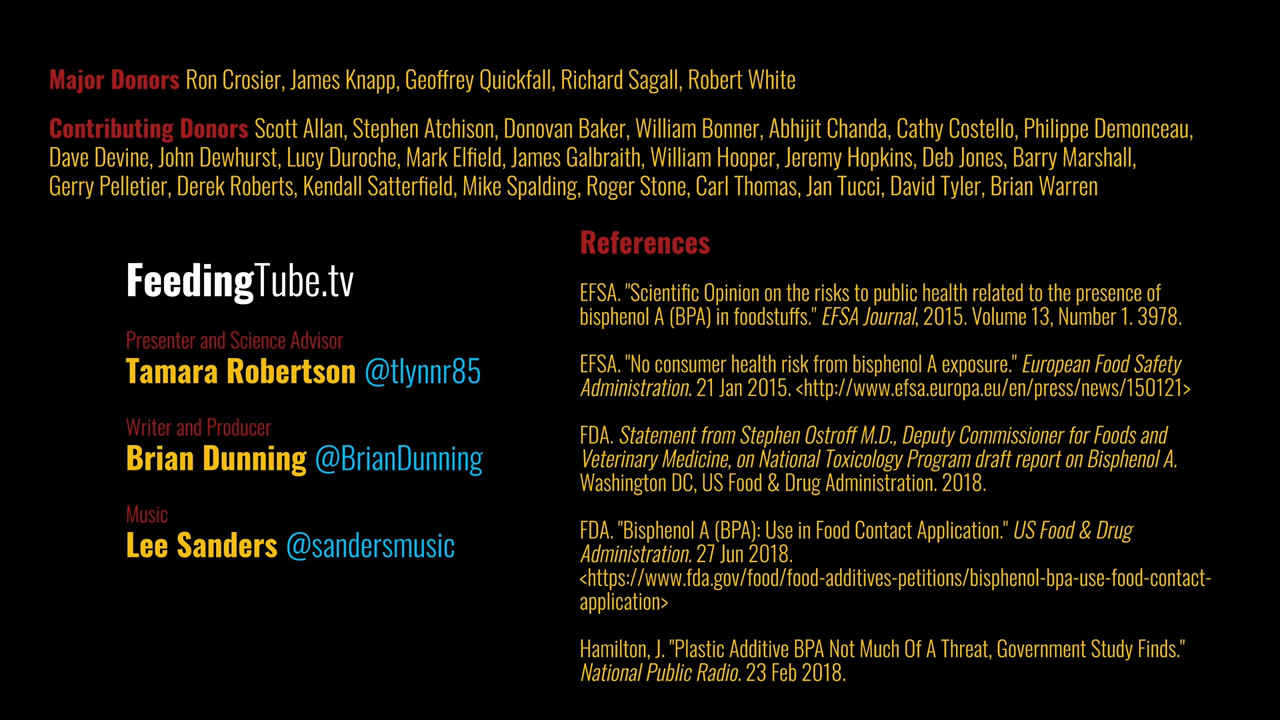 Major Donors Ron Crosier, James Knapp, Geoffrey Quickfall, Richard Sagall, Robert White
Contributing Donors Scott Allan, Stephen Atchison, Donovan Baker, William Bonner, Abhijit Chanda, Cathy Costello, Philippe Demonceau,
Dave Devine, John Dewhurst, Lucy Duroche, Mark Elfield, James Galbraith, William Hooper, Jeremy Hopkins, Deb Jones, Barry Marshall,
Gerry Pelletier, Derek Roberts, Kendall Satterfield, Mike Spalding, Roger Stone, Carl Thomas, Jan Tucci, David Tyler, Brian Warren
FeedingTube.tv
Presenter and Science Advisor
Tamara Robertson @tlynnr85
Writer and Producer
Brian Dunning @BrianDunning
Music
Lee Sanders @sandersmusic
References
EFSA. "Scientific Opinion on the risks to public health related to the presence of
bisphenol A (BPA) in foodstuffs." EFSA Journal, 2015. Volume 13, Number 1. 3978.
EFSA. "No consumer health risk from bisphenol A exposure." European Food Safety
Administration. 21 Jan 2015. <http://www.efsa.europa.eu/en/press/news/150121>
FDA. Statement from Stephen Ostroff M.D., Deputy Commissioner for Foods and
Veterinary Medicine, on National Toxicology Program draft report on Bisphenol A.
Washington DC, US Food & Drug Administration. 2018.
FDA. "Bisphenol A (BPA): Use in Food Contact Application." US Food & Drug
Administration. 27 Jun 2018.
<https://www.fda.gov/food/food-additives-petitions/bisphenol-bpa-use-food-contact-
application>
Hamilton, J. "Plastic Additive BPA Not Much Of A Threat, Government Study Finds."
National Public Radio. 23 Feb 2018.